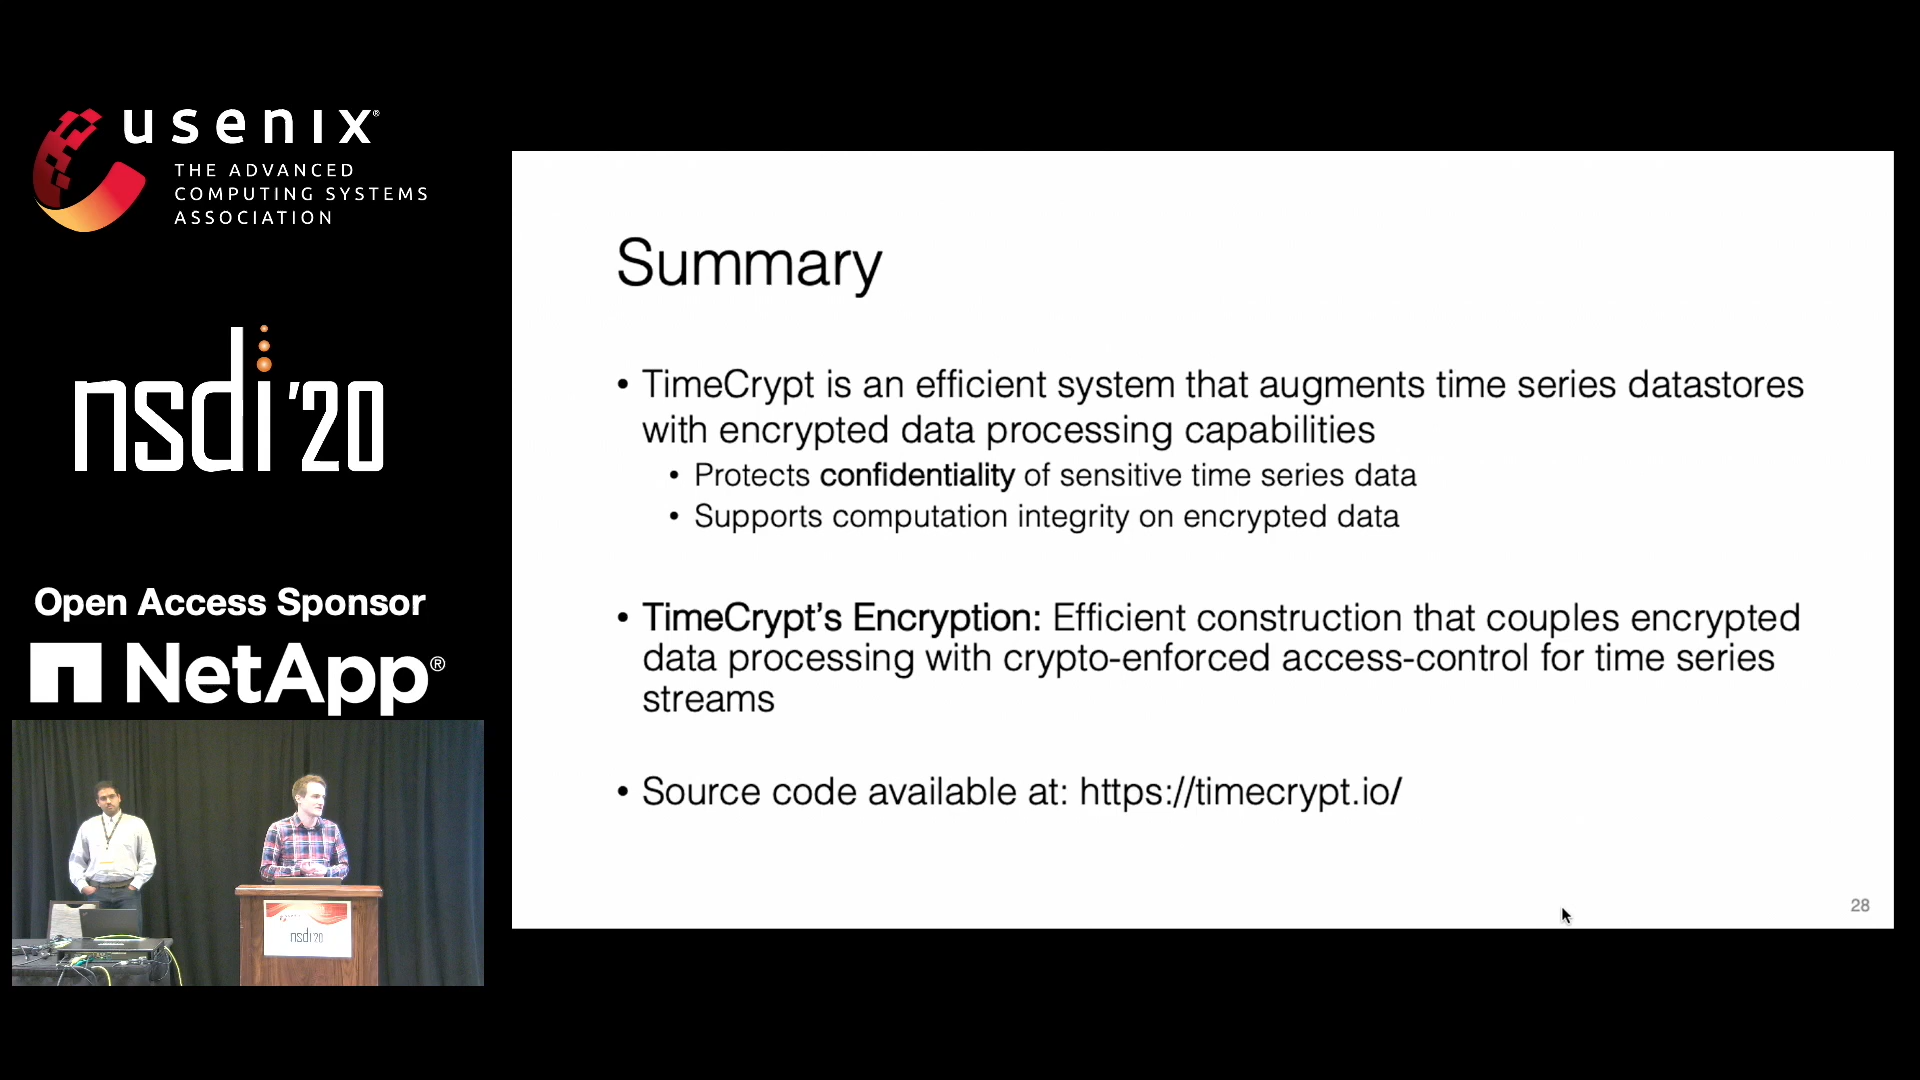 usenix®
THE ADVANCED
COMPUTING SYSTEMS
ASSOCIATION
nsdi '20
Open Access Sponsor
NetApp®
nsdi '20
Summary
• TimeCrypt is an efficient system that augments time series datastores
with encrypted data processing capabilities
• Protects confidentiality of sensitive time series data
• Supports computation integrity on encrypted data
• TimeCrypt’s Encryption: Efficient construction that couples encrypted
data processing with crypto-enforced access-control for time series
streams
• Source code available at: https://timecrypt.io/
28